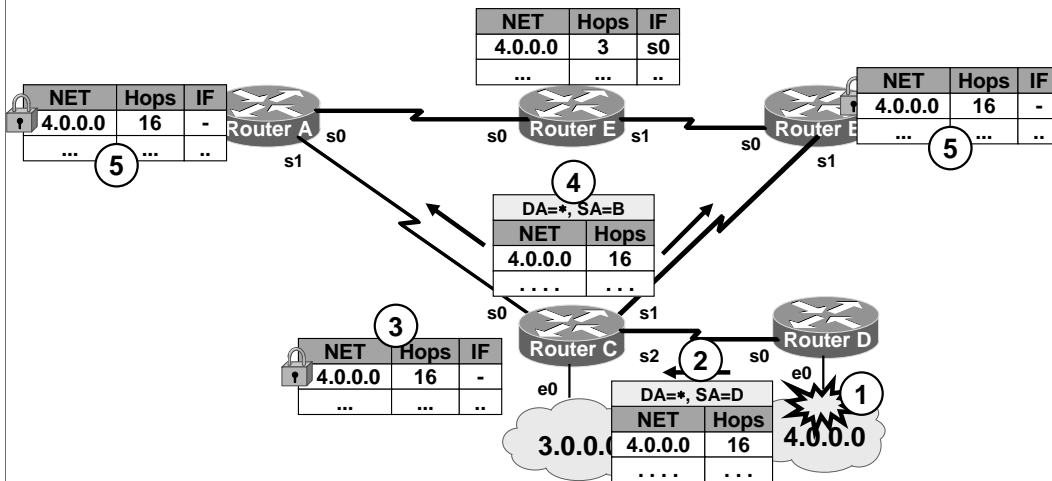 NET Hops IF
4.0.0.0 3 s0
... ... ..
NET Hops IF
4.0.0.0 16 -
... ... ..
5
Router A
s0
s1
s0
Router E
s1
s0
Router
s1
NET Hops IF
4.0.0.0 16 -
... ... ..
5
4
DA=*, SA=B
NET Hops
4.0.0.0 16
. . . . . . .
s0
s1
Router C
s2
e0
3
NET Hops IF
4.0.0.0 16 -
... ... ..
2
s0
Router D
e0
1
DA=*, SA=D
NET Hops
4.0.0.0 16
. . . . . . .
3.0.0.0
4.0.0.0